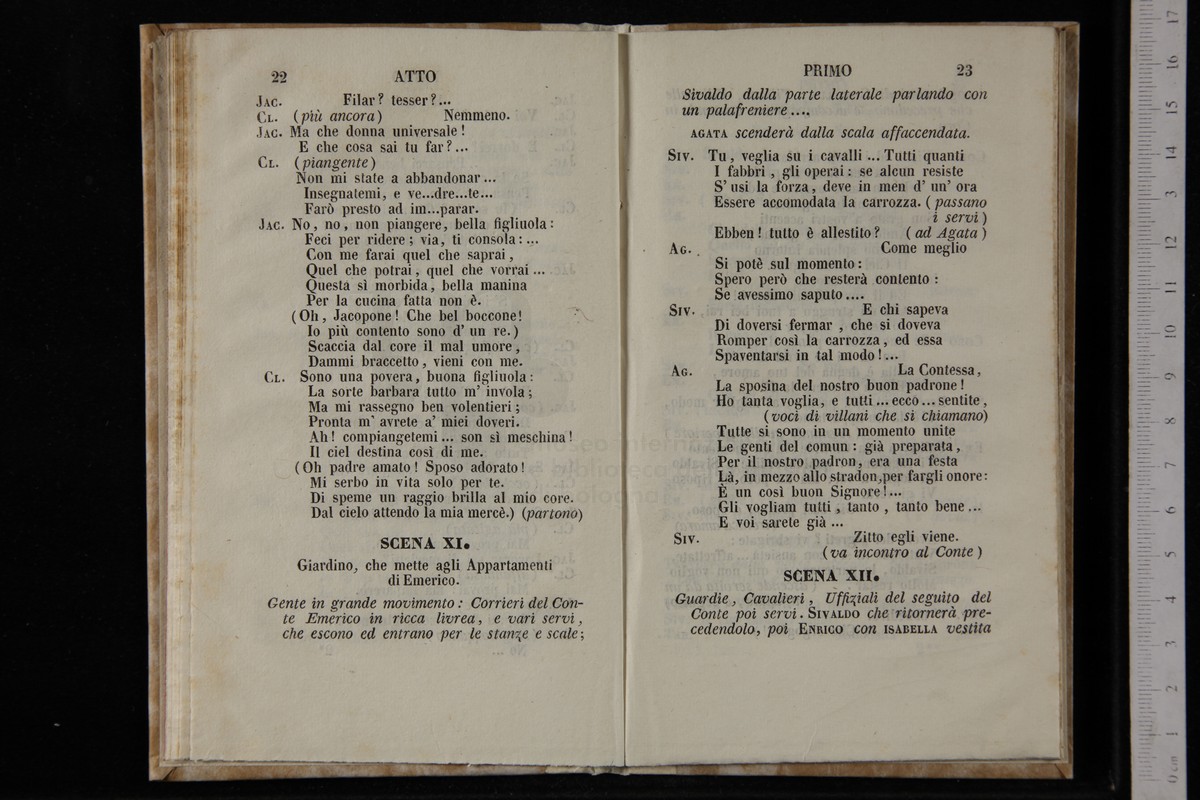 22 ATTO
JAC. Filar? tesser?...
CL. (più ancora) Nemmeno.
JAC. Ma che donna universale!
E che cosa sai tu far?...
CL. (piangente)
Non mi state a abbandonar...
Insegnatemi, e ve...dre...te...
Farò presto ad im...parar.
JAC. No, no, non piangere, bella figliuola:
Feci per ridere; via, ti consola:...
Con me farai quel che saprai,
Quel che potrai, quel che vorrai...
Questa sì morbida, bella manina
Per la cucina fatta non è.
(Oh, Jacopone! Che bel boccone!
Io più contento sono d' un re.)
Scaccia dal core il mal umore,
Dammi braccetto, vieni con me.
CL. Sono una povera, buona figliuola:
La sorte barbara tutto m' invola;
Ma mi rassegno ben volentieri;
Pronta m' avrete a' miei doveri.
Ah! compiangetemi... son sì meschina!
Il ciel destina così di me.
(Oh padre amato! Sposo adorato!
Mi serbo in vita solo per te.
Di speme un raggio brilla al mio core.
Dal cielo attendo la mia mercè.) (partono)
SCENA XI.
Giardino, che mette agli Appartamenti
di Emerico.
Gente in grande movimento: Corrieri del Con-
te Emerico in ricca livrea, e vari servi,
che escono ed entrano per le stanze e scale;
PRIMO 23
Sivaldo dalla parte laterale parlando con
un palafreniere....
AGATA scenderà dalla scala affaccendata.
SIV. Tu, veglia su i cavalli... Tutti quanti
I fabbri, gli operai: se alcun resiste
S' usi la forza, deve in men d' un' ora
Essere accomodata la carrozza. (passano
i servi)
Ebben! tutto è allestito? (ad Agata)
AG. Come meglio
Si potè sul momento:
Spero però che resterà contento:
Se avessimo saputo....
SIV. E chi sapeva
Di doversi fermar, che si doveva
Romper così la carrozza, ed essa
Spaventarsi in tal modo!...
AG. La Contessa,
La sposina del nostro buon padrone!
Ho tanta voglia, e tutti... ecco... sentite,
(voci di villani che si chiamano)
Tutte si sono in un momento unite
Le genti del comun: già preparata,
Per il nostro padron, era una festa
Là, in mezzo allo stradon,per fargli onore:
È un così buon Signore!...
Gli vogliam tutti, tanto, tanto bene...
E voi sarete già...
SIV. Zitto egli viene.
(va incontro al Conte)
SCENA XII.
Guardie, Cavalieri, Uffiziali del seguito del
Conte poi servi. SIVALDO che ritornerà pre-
cedendolo, poi ENRICO con ISABELLA vestita